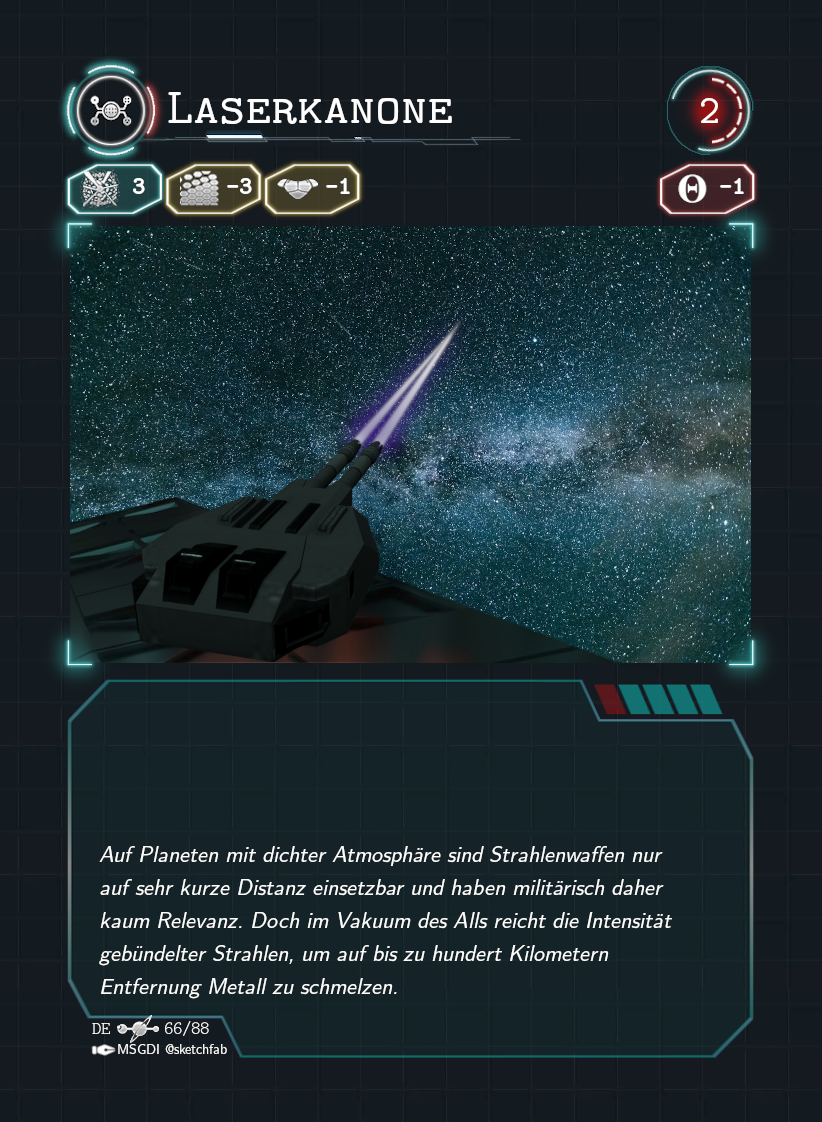 LASERKANONE
2
3
-3
-1
-1
Auf Planeten mit dichter Atmosphäre sind Strahlenwaffen nur
auf sehr kurze Distanz einsetzbar und haben militärisch daher
kaum Relevanz. Doch im Vakuum des Alls reicht die Intensität
gebündelter Strahlen, um auf bis zu hundert Kilometern
Entfernung Metall zu schmelzen.
DE 66/88
MSGDI @sketchfab